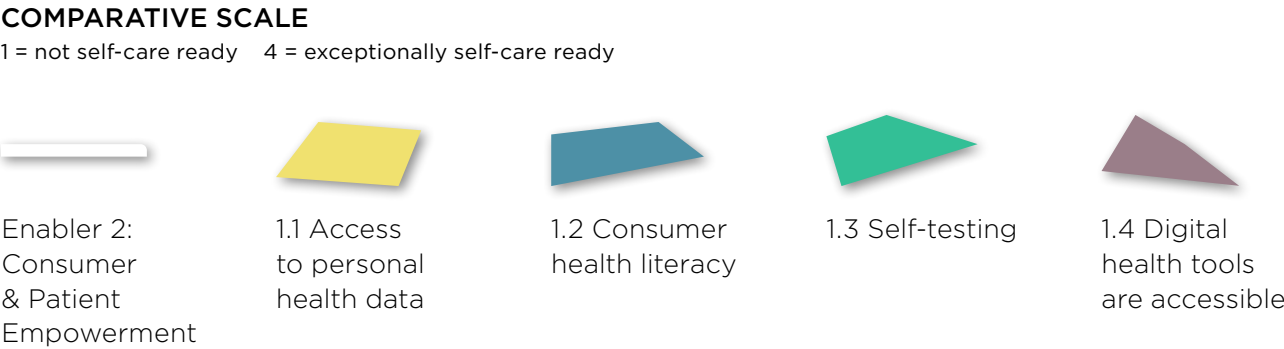 COMPARATIVE SCALE
1 = not self-care ready    4 = exceptionally self-care ready
Enabler 2:
Consumer
& Patient
Empowerment
1.1 Access
to personal
health data
1.2 Consumer
health literacy
1.3 Self-testing
1.4 Digital
health tools
are accessible